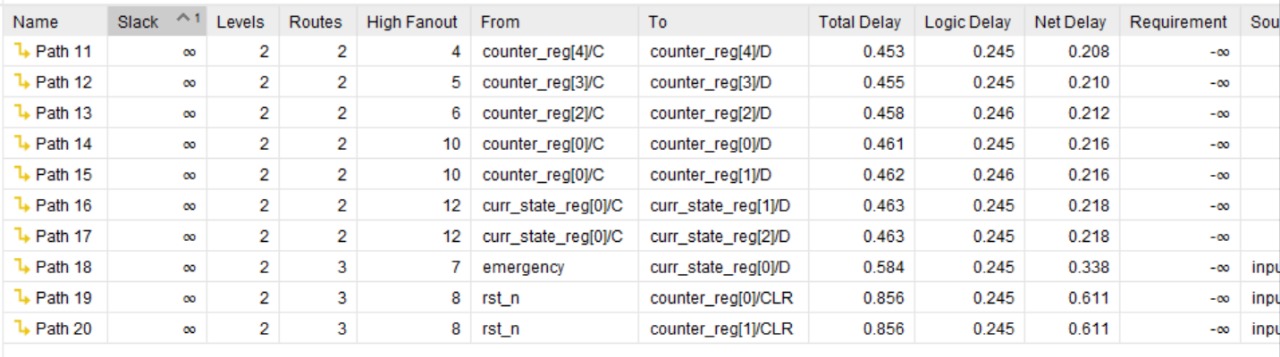 Name Slack 1 Levels Routes High Fanout From To Total Delay Logic Delay Net Delay Requirement Sou
Path 11 ∞ 2 2 4 counter_reg[4]/C counter_reg[4]/D 0.453 0.245 0.208 -∞
Path 12 ∞ 2 2 5 counter_reg[3]/C counter_reg[3]/D 0.455 0.245 0.210 -∞
Path 13 ∞ 2 2 6 counter_reg[2]/C counter_reg[2]/D 0.458 0.246 0.212 -∞
Path 14 ∞ 2 2 10 counter_reg[0]/C counter_reg[0]/D 0.461 0.245 0.216 -∞
Path 15 ∞ 2 2 10 counter_reg[0]/C counter_reg[1]/D 0.462 0.246 0.216 -∞
Path 16 ∞ 2 2 12 curr_state_reg[0]/C curr_state_reg[1]/D 0.463 0.245 0.218 -∞
Path 17 ∞ 2 2 12 curr_state_reg[0]/C curr_state_reg[2]/D 0.463 0.245 0.218 -∞
Path 18 ∞ 2 3 7 emergency curr_state_reg[0]/D 0.584 0.245 0.338 -∞ inpu
Path 19 ∞ 2 3 8 rst_n counter_reg[0]/CLR 0.856 0.245 0.611 -∞ inpu
Path 20 ∞ 2 3 8 rst_n counter_reg[1]/CLR 0.856 0.245 0.611 -∞ inpu